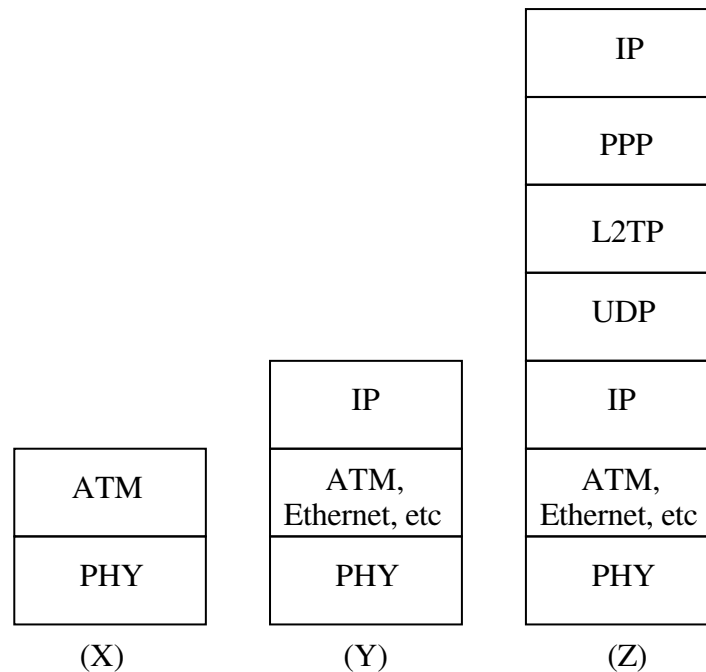 IP
PPP
L2TP
UDP
IP
IP
ATM
ATM,
Ethernet, etc
ATM,
Ethernet, etc
PHY
PHY
PHY
(X)
(Y)
(Z)